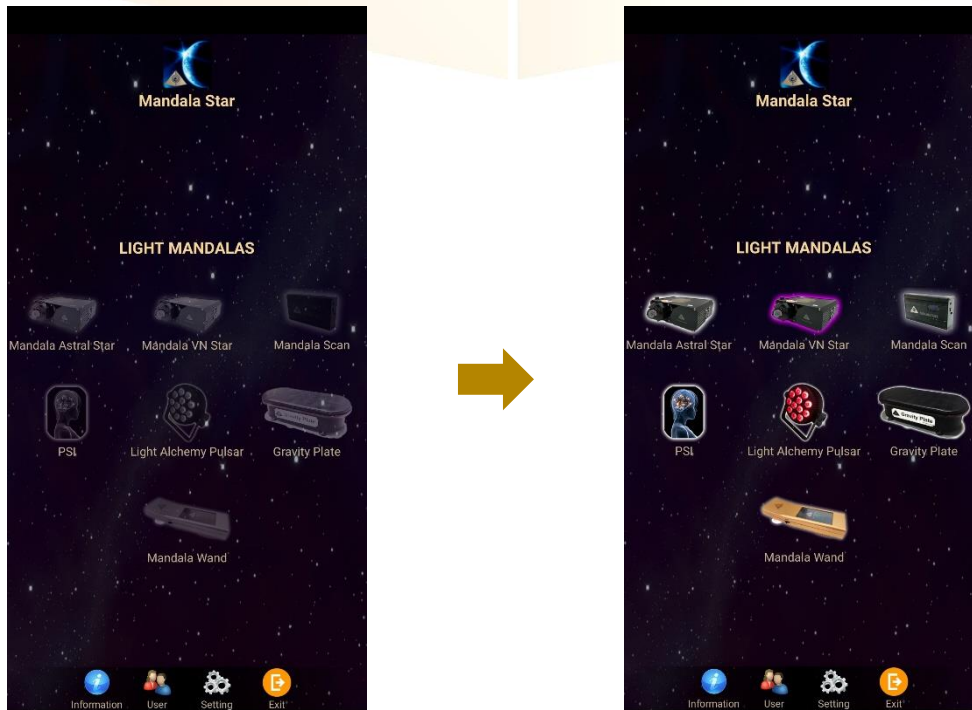 Mandala Star
LIGHT MANDALAS
Mandala Astral Star
Mandala VN Star
Mandala Scan
PSI
Light Alchemy Pulsar
Gravity Plate
Gravity Plate
Mandala Wand
Information
User
Setting
Exit
Mandala Star
LIGHT MANDALAS
Mandala Astral Star
Mandala VN Star
Mandala Scan
PSI
Light Alchemy Pulsar
Gravity Plate
Gravity Plate
Mandala Wand
Information
User
Setting
Exit